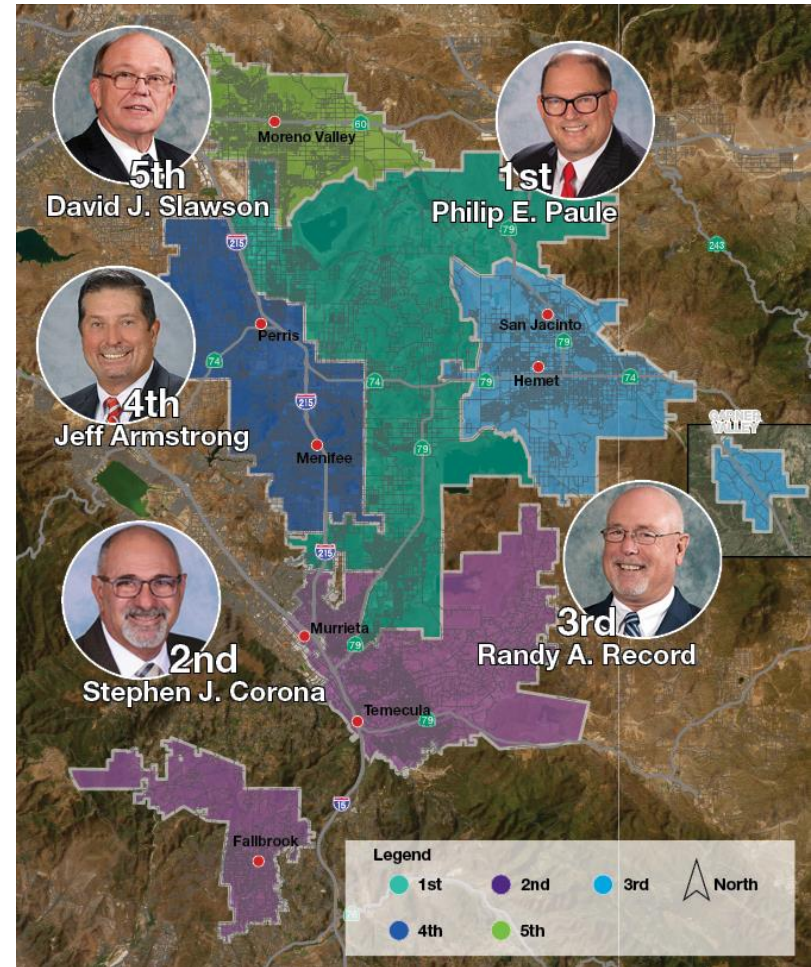 Moreno Valley
60
5th
David J. Slawson
1st
Philip E. Paule
79
215
243
San Jacinto
79
Perris
74
Hemet
74
79
74
4th
Jeff Armstrong
215
79
Menifee
GARNER
VALLEY
215
3rd
Randy A. Record
Murrieta
79
2nd
Stephen J. Corona
Temecula
79
15
Fallbrook
Legend
1st
2nd
3rd
North
4th
5th